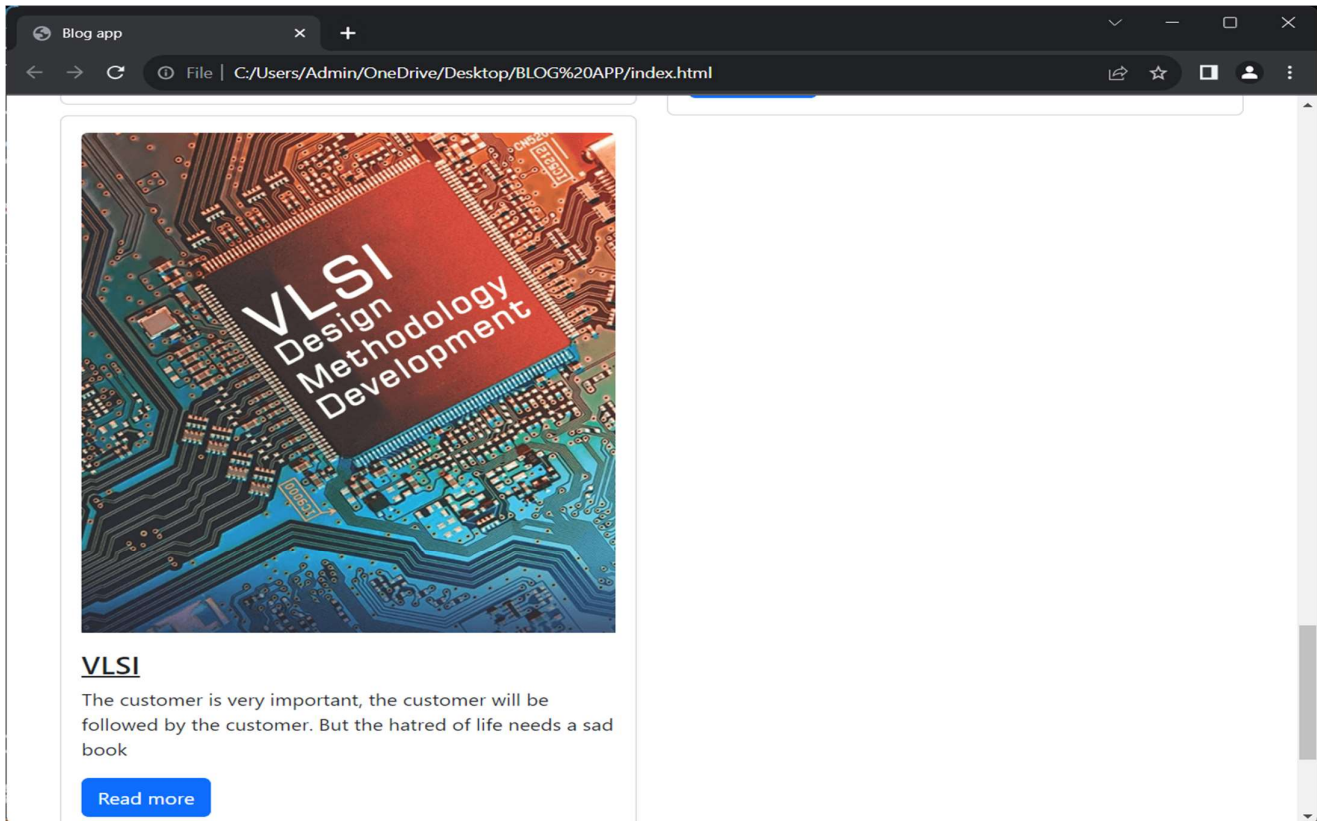 Blog app
File | C:/Users/Admin/OneDrive/Desktop/BLOG%20APP/index.html
VLSI
Design
Methodology
Development
VLSI
The customer is very important, the customer will be
followed by the customer. But the hatred of life needs a sad
book
Read more